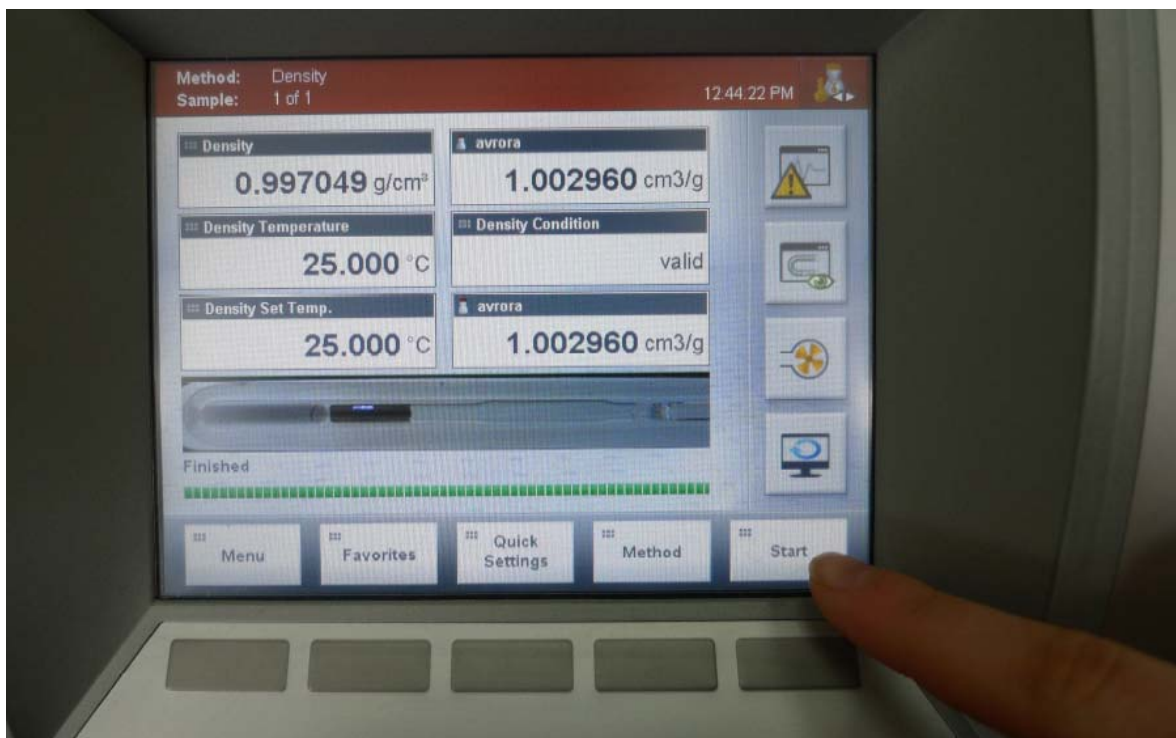 Method: Density
Sample: 1 of 1
12:44:22 PM
Density
0.997049 g/cm³
avrora
1.002960 cm3/g
Density Temperature
25.000 °C
Density Condition
valid
Density Set Temp.
25.000 °C
avrora
1.002960 cm3/g
Finished
Menu
Favorites
Quick
Settings
Method
Start